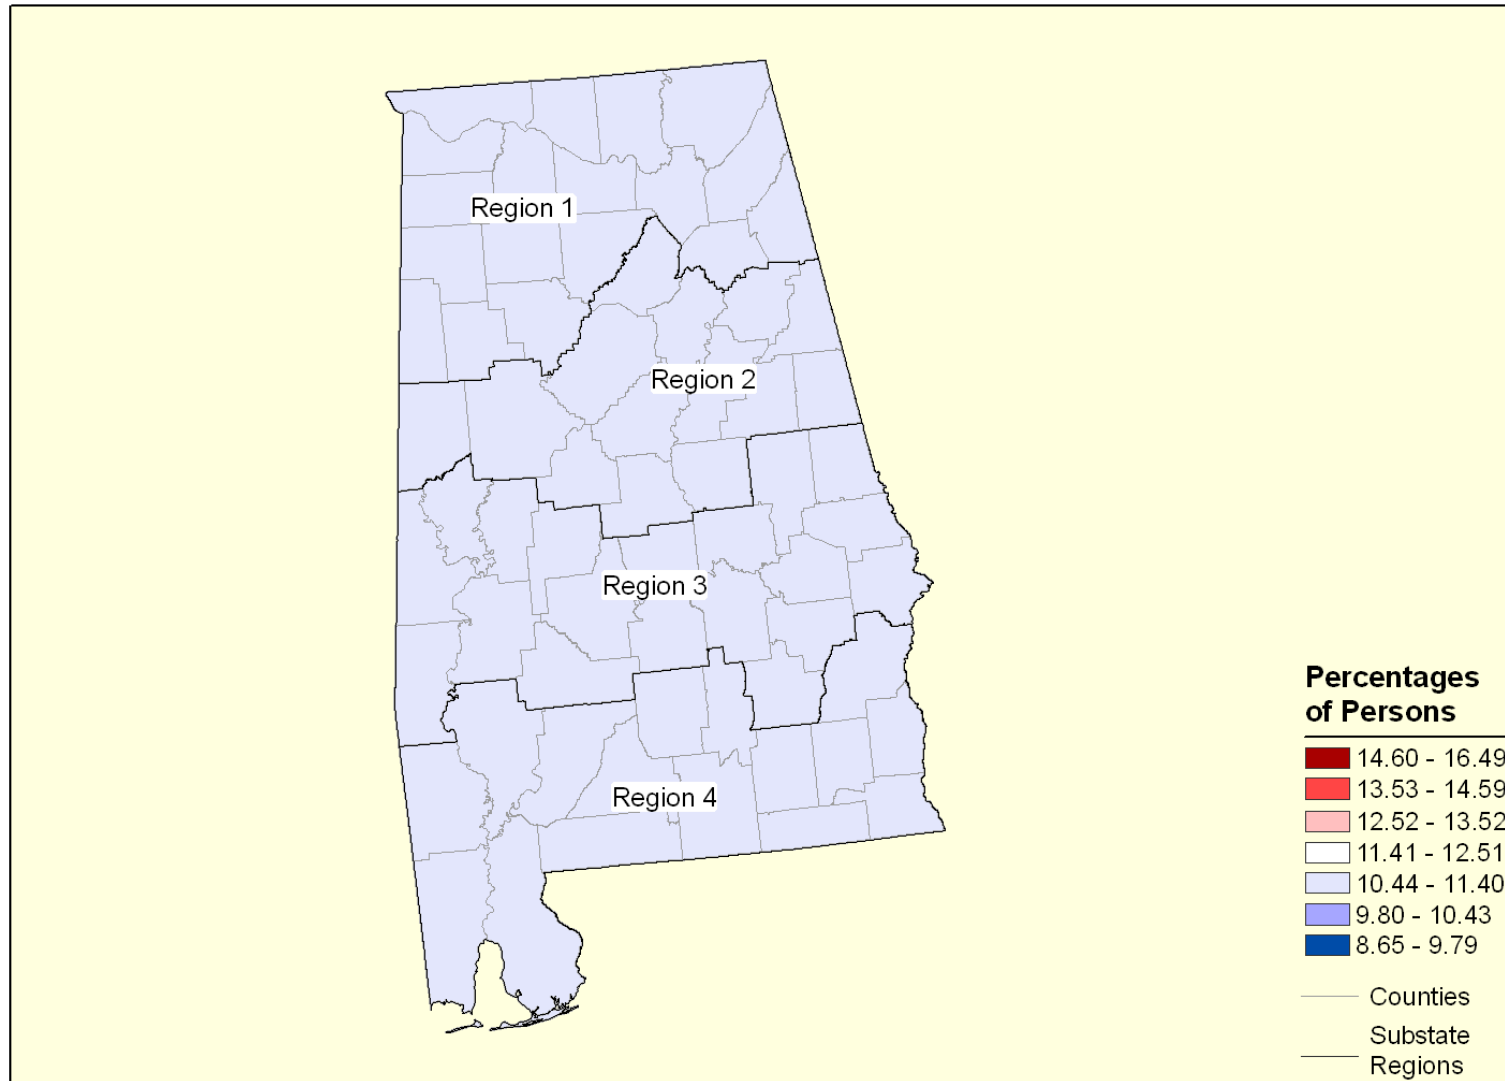 Region 1
Region 2
Region 3
Region 4
Percentages
of Persons
14.60 - 16.49
13.53 - 14.59
12.52 - 13.52
11.41 - 12.51
10.44 - 11.40
9.80 - 10.43
8.65 - 9.79
Counties
Substate
Regions